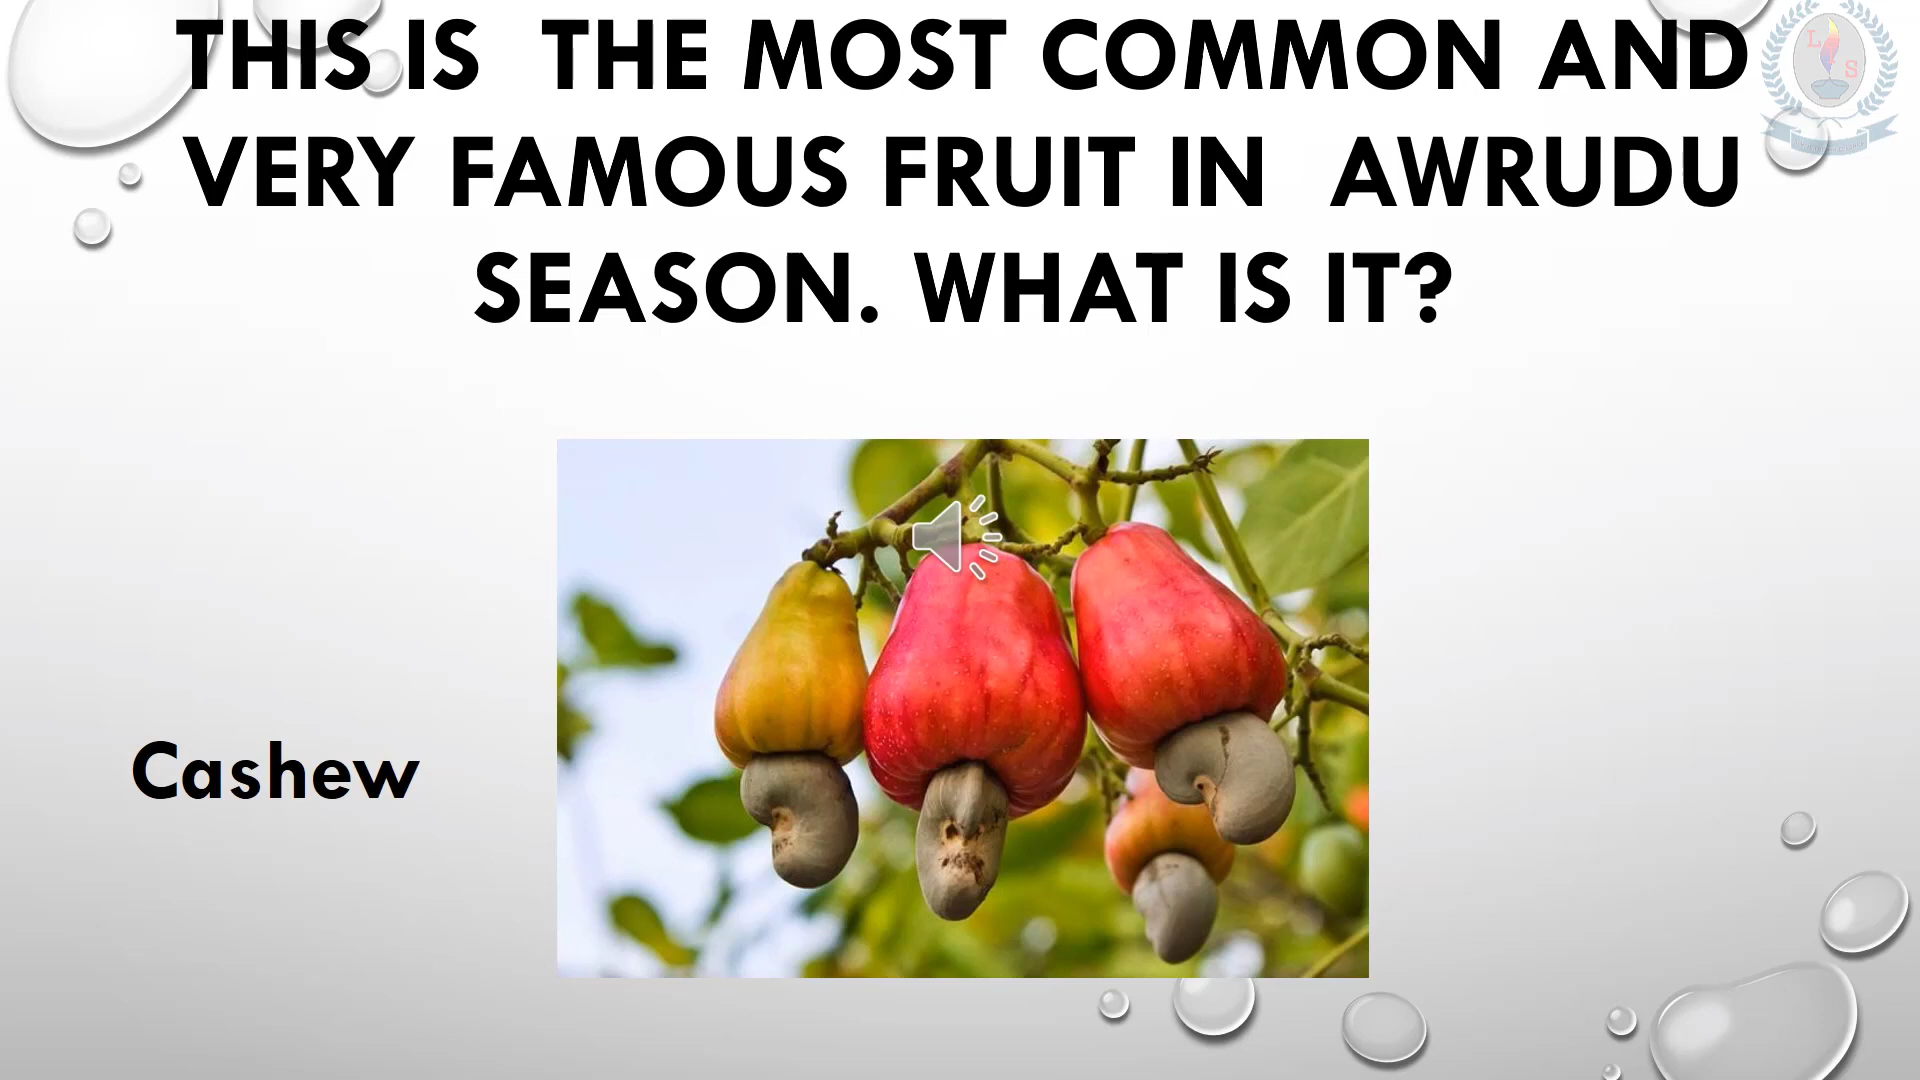 THIS IS THE MOST COMMON AND
VERY FAMOUS FRUIT IN AWRUDU
SEASON. WHAT IS IT?
L
S
Cashew